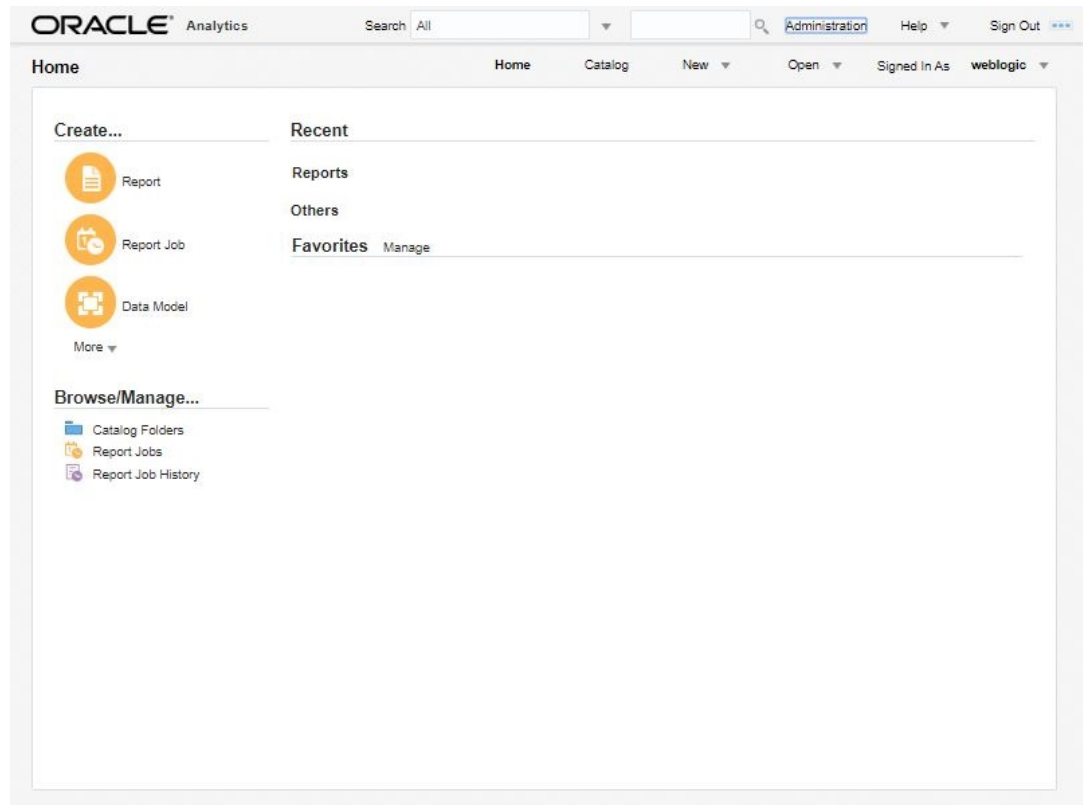 ORACLE® Analytics Search All Administration Help Sign Out
Home Home Catalog New Open Signed In As weblogic
Create...
Report
Report Job
Data Model
More
Browse/Manage...
Catalog Folders
Report Jobs
Report Job History
Recent
Reports
Others
Favorites Manage